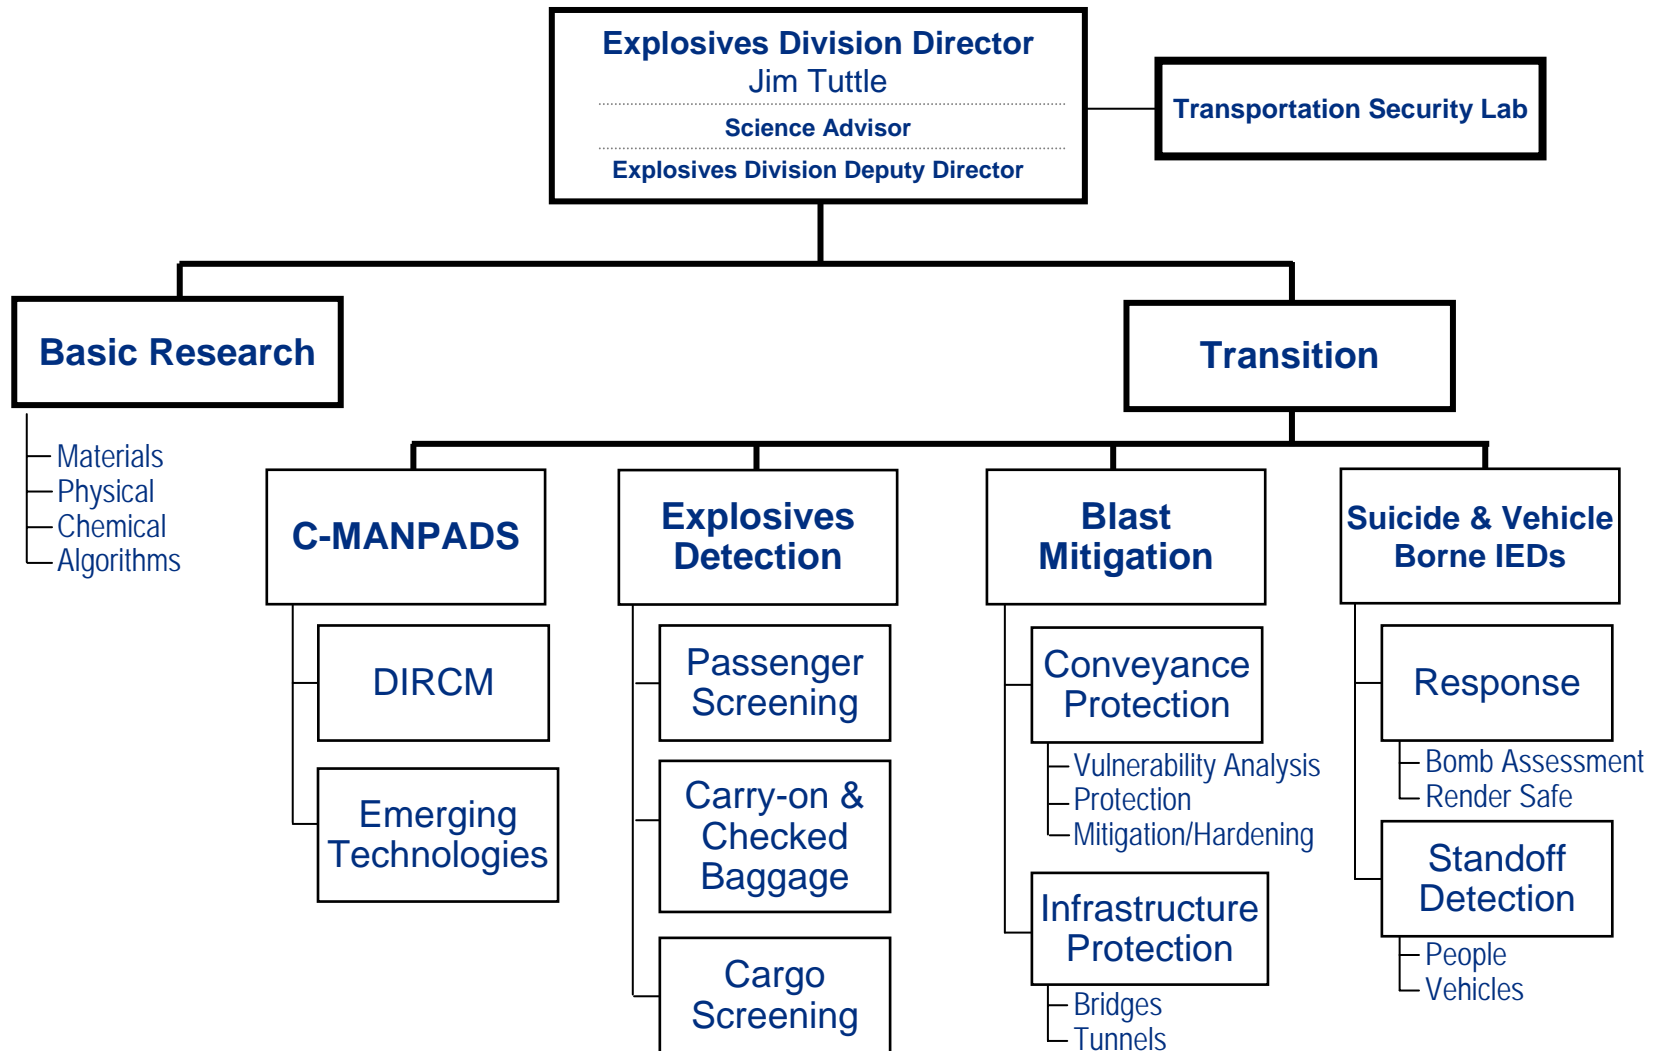 Explosives Division Director
Jim Tuttle
Science Advisor
Explosives Division Deputy Director
Transportation Security Lab
Basic Research
Materials
Physical
Chemical
Algorithms
Transition
C-MANPADS
DIRCM
Emerging
Technologies
Explosives
Detection
Passenger
Screening
Carry-on &
Checked
Baggage
Cargo
Screening
Blast
Mitigation
Conveyance
Protection
Vulnerability Analysis
Protection
Mitigation/Hardening
Infrastructure
Protection
Bridges
Tunnels
Suicide & Vehicle
Borne IEDs
Response
Bomb Assessment
Render Safe
Standoff
Detection
People
Vehicles